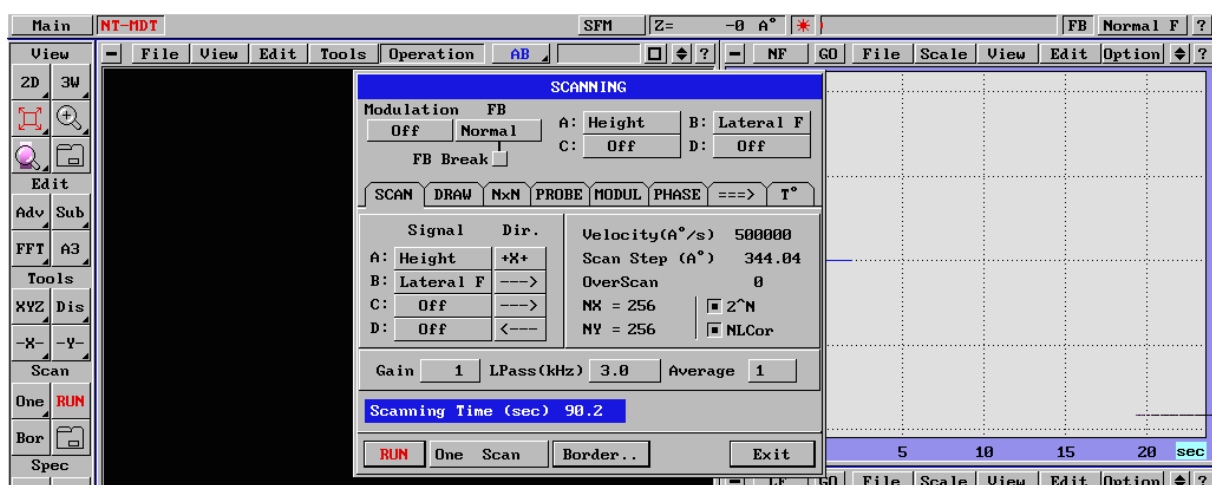 Main NT-MDT SFM Z= -0 A° FB Normal F ?
View File View Edit Tools Operation AB ? NF GO File Scale View Edit Option ?
2D 3W
SCANNING
Modulation FB
Off Normal A: Height B: Lateral F
C: Off D: Off
FB Break
Edit
SCAN DRAW NxN PROBE MODUL PHASE ===> T°
Adv Sub
Signal Dir. Velocity(A°/s) 500000
FFT A3
A: Height +X+ Scan Step (A°) 344.04
Tools
B: Lateral F ---> OverScan 0
XYZ Dis
C: Off ---> NX = 256 2^N
D: Off <--- NY = 256 NLCor
-X- -Y-
Scan
Gain 1 LPass(kHz) 3.0 Average 1
One RUN
Scanning Time (sec) 90.2
Bor
RUN One Scan Border.. Exit
5 10 15 20 sec
Spec
LF GO File Scale View Edit Option ?